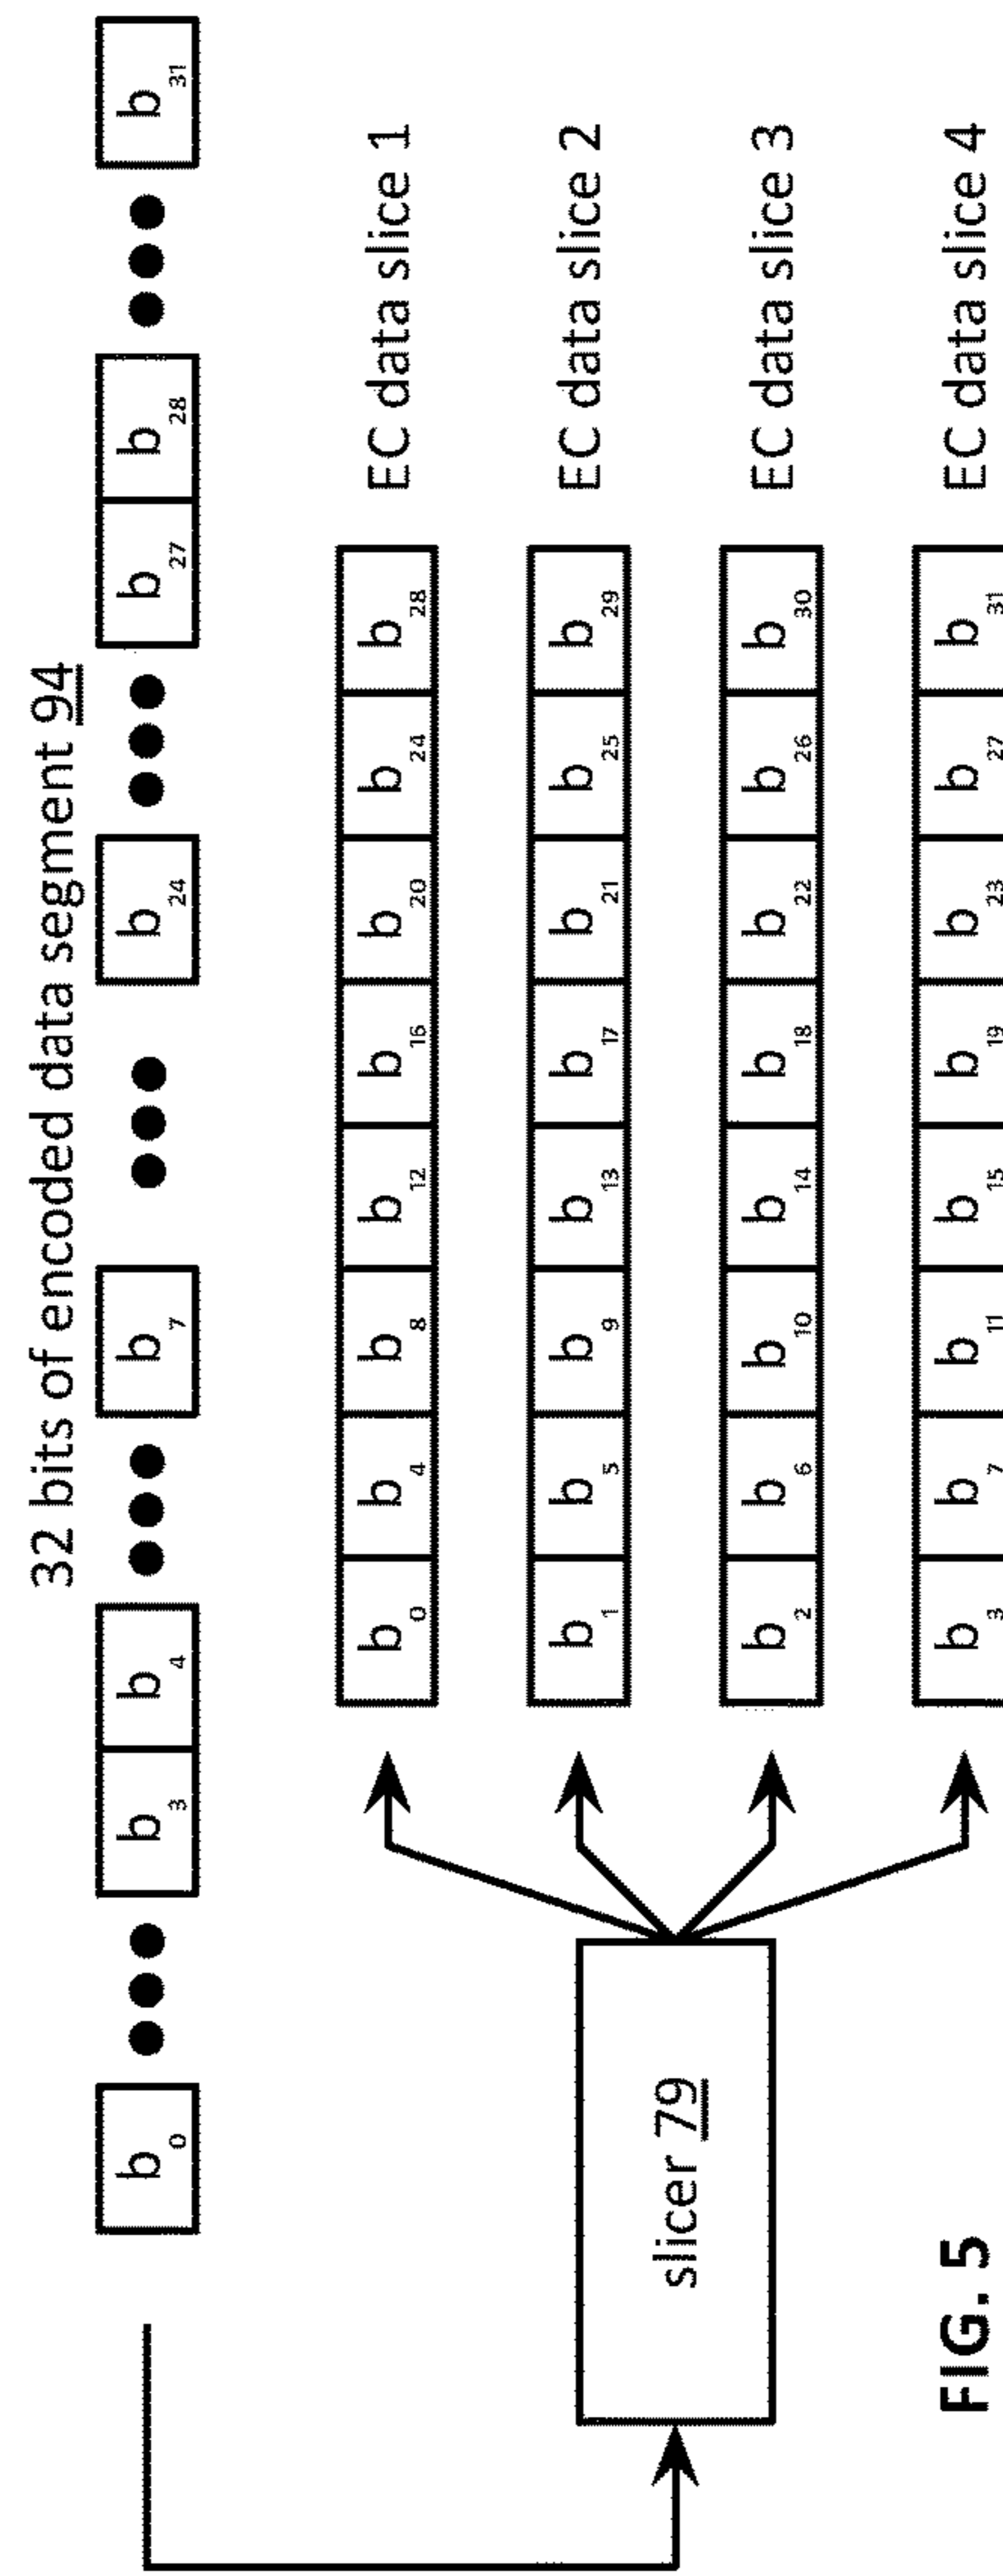 32 bits of encoded data segment 94
b0 b3 b4 b7 b24 b27 b28 b31
b0 b4 b8 b12 b16 b20 b24 b28 EC data slice 1
b1 b5 b9 b13 b17 b21 b25 b29 EC data slice 2
slicer 79
b2 b6 b10 b14 b18 b22 b26 b30 EC data slice 3
b3 b7 b11 b15 b19 b23 b27 b31 EC data slice 4
FIG. 5